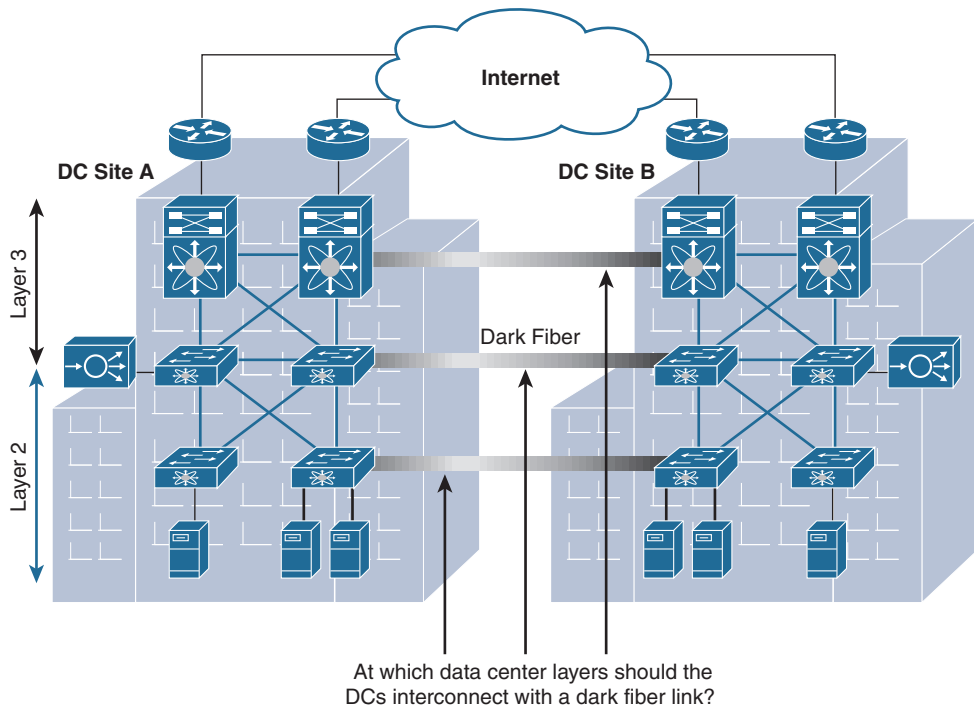 Internet
DC Site A
DC Site B
Layer 3
Dark Fiber
Layer 2
At which data center layers should the
DCs interconnect with a dark fiber link?